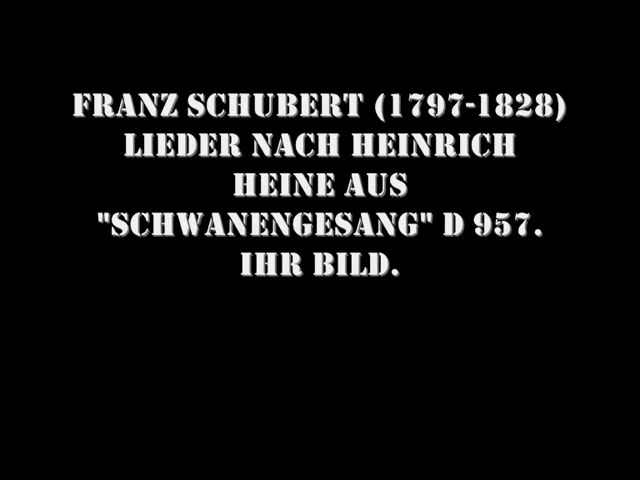 FRANZ SCHUBERT (1797-1828)
LIEDER NACH HEINRICH
HEINE AUS
"SCHWANENGESANG" D 957.
IHR BILD.